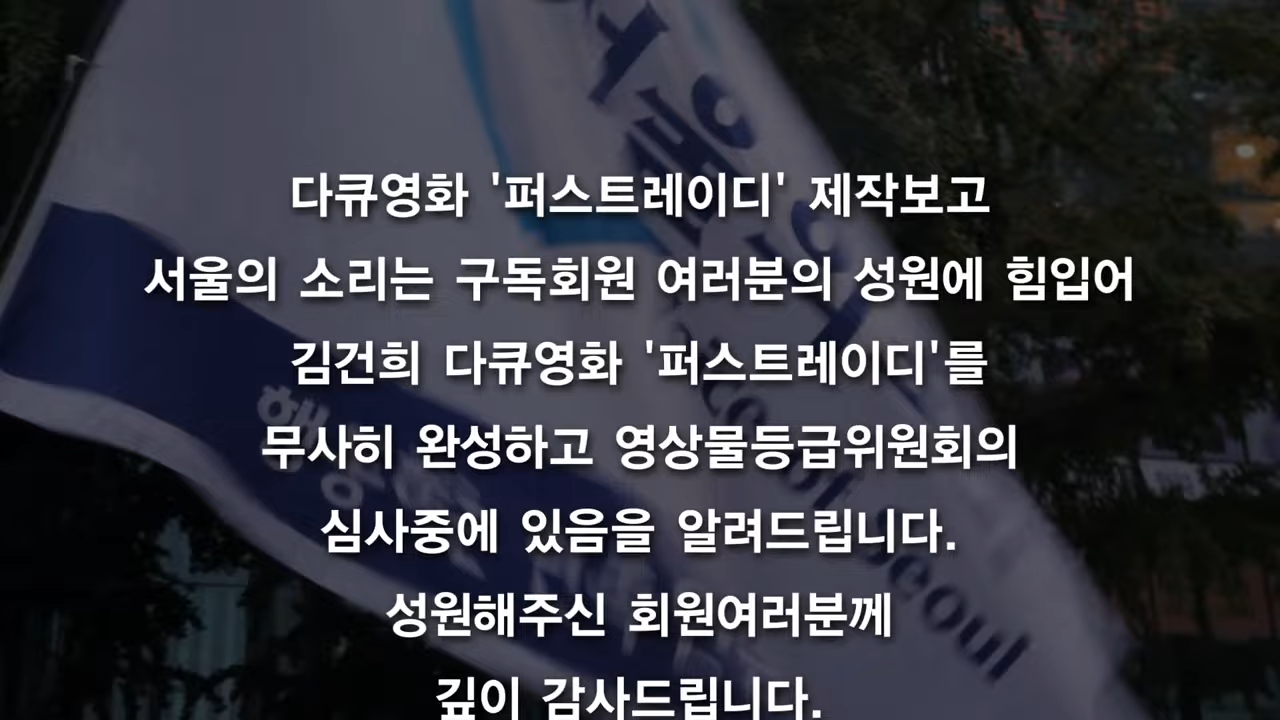 다큐영화 '퍼스트레이디' 제작보고
서울의 소리는 구독회원 여러분의 성원에 힘입어
김건희 다큐영화 '퍼스트레이디'를
무사히 완성하고 영상물등급위원회의
심사중에 있음을 알려드립니다.
성원해주신 회원여러분께
깊이 감사드립니다.